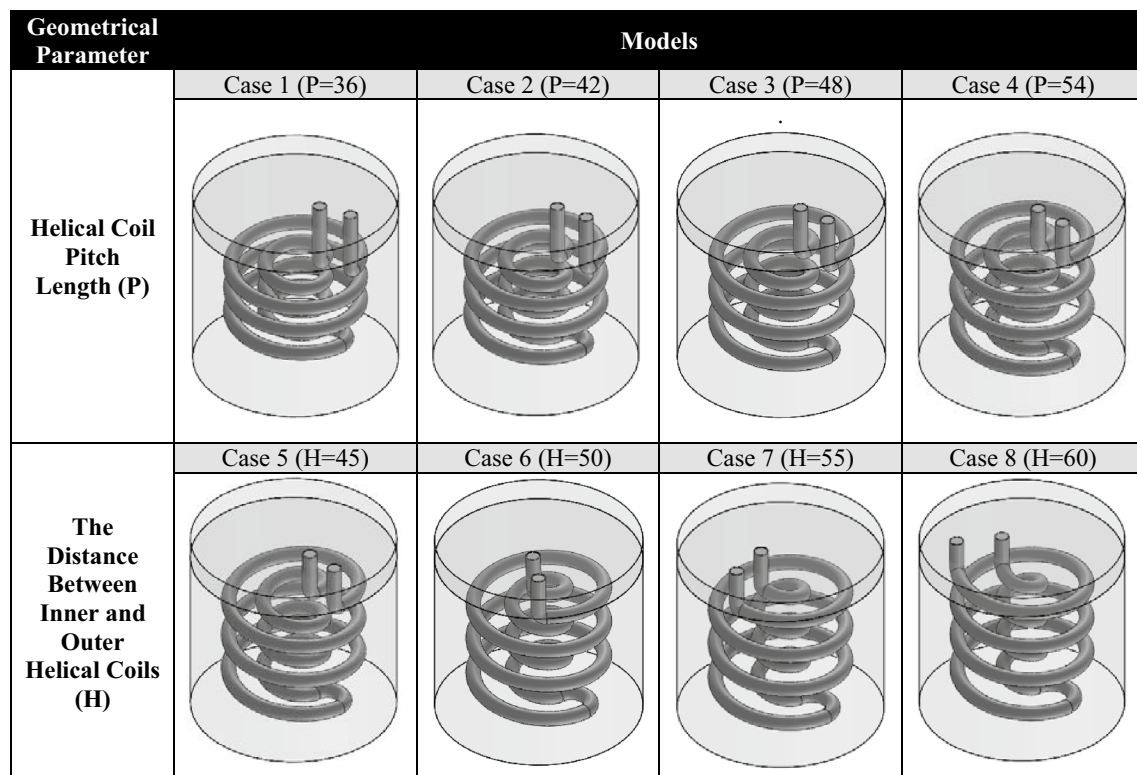 Geometrical
Parameter
Models
Case 1 (P=36)
Case 2 (P=42)
Case 3 (P=48)
Case 4 (P=54)
Helical Coil
Pitch
Length (P)
Case 5 (H=45)
Case 6 (H=50)
Case 7 (H=55)
Case 8 (H=60)
The
Distance
Between
Inner and
Outer
Helical Coils
(H)